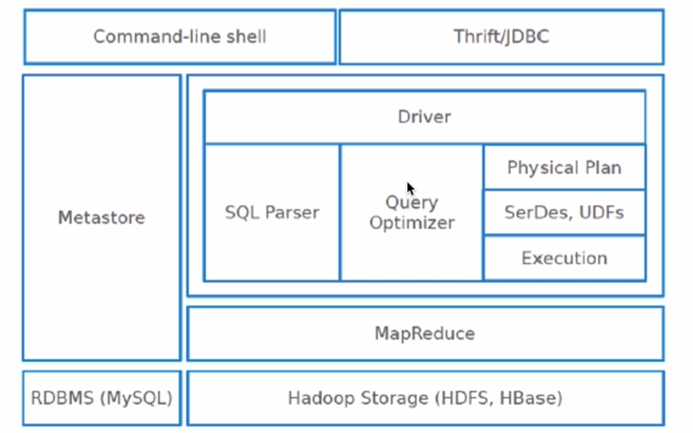 Command-line shell
Thrift/JDBC
Metastore
Driver
SQL Parser
Query
Optimizer
Physical Plan
SerDes, UDFs
Execution
MapReduce
RDBMS (MySQL)
Hadoop Storage (HDFS, HBase)